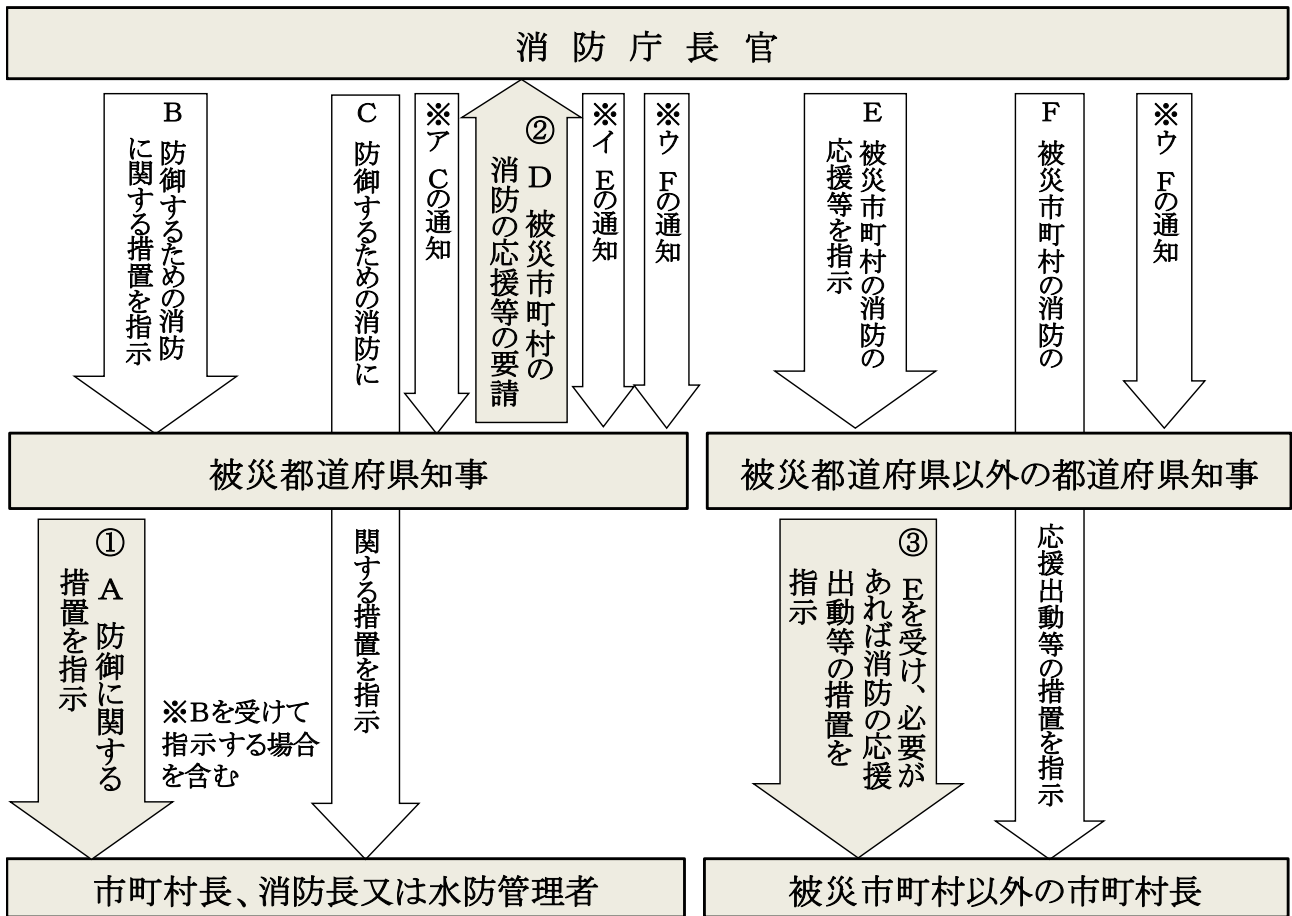 消防庁長官
B 防御するための消防
に関する措置を指示
C 防御するための消防に
関する措置を指示
※ア Cの通知
② D 被災市町村の
消防の応援等の要請
※イ Eの通知
※ウ Fの通知
E 被災市町村の消防の
応援等を指示
F 被災市町村の消防の
応援出動等の措置を指示
※ウ Fの通知
被災都道府県知事
被災都道府県以外の都道府県知事
① A 防御に関する
措置を指示
※Bを受けて
指示する場合
を含む
③ Eを受け、必要が
あれば消防の応援
出動等の措置を
指示
市町村長、消防長又は水防管理者
被災市町村以外の市町村長